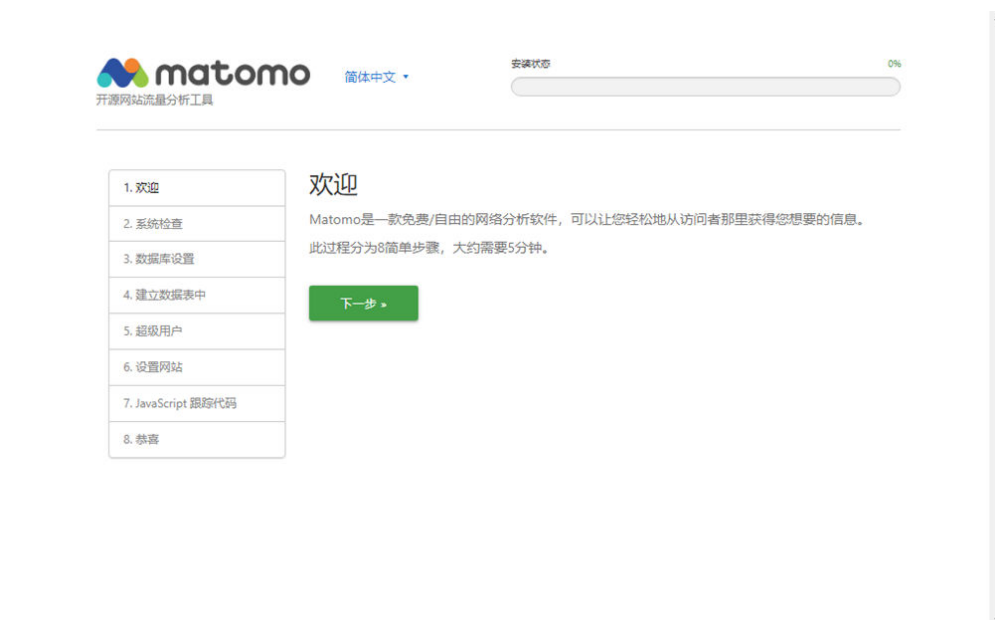 matomo
开源网站流量分析工具
简体中文
安装状态
0%
1. 欢迎
2. 系统检查
3. 数据库设置
4. 建立数据表中
5. 超级用户
6. 设置网站
7. JavaScript 跟踪代码
8. 恭喜
欢迎
Matomo是一款免费/自由的网络分析软件，可以让您轻松地从访问者那里获得您想要的信息。
此过程分为8简单步骤，大约需要5分钟。
下一步 »